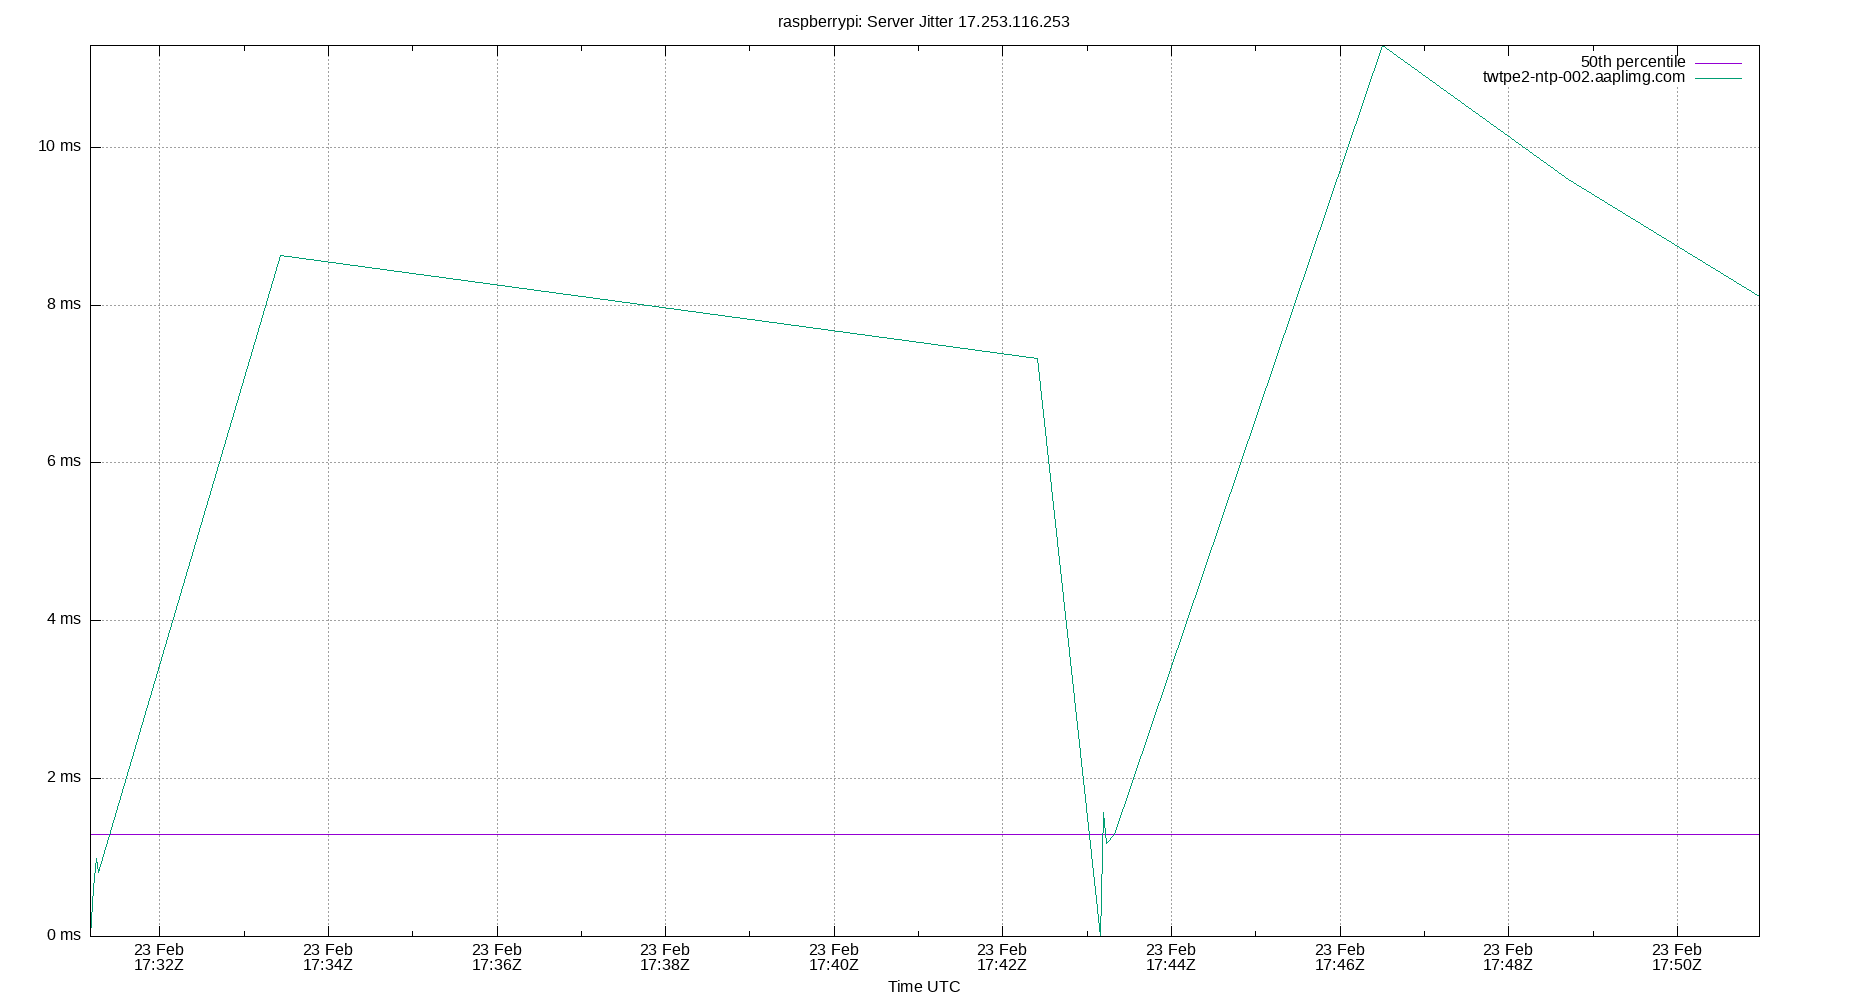 raspberrypi: Server Jitter 17.253.116.253
50th percentile
twtpe2-ntp-002.aaplimg.com
10 ms
8 ms
6 ms
4 ms
2 ms
0 ms
23 Feb 23 Feb 23 Feb 23 Feb 23 Feb 23 Feb 23 Feb 23 Feb 23 Feb 23 Feb
17:32Z 17:34Z 17:36Z 17:38Z 17:40Z 17:42Z 17:44Z 17:46Z 17:48Z 17:50Z
Time UTC